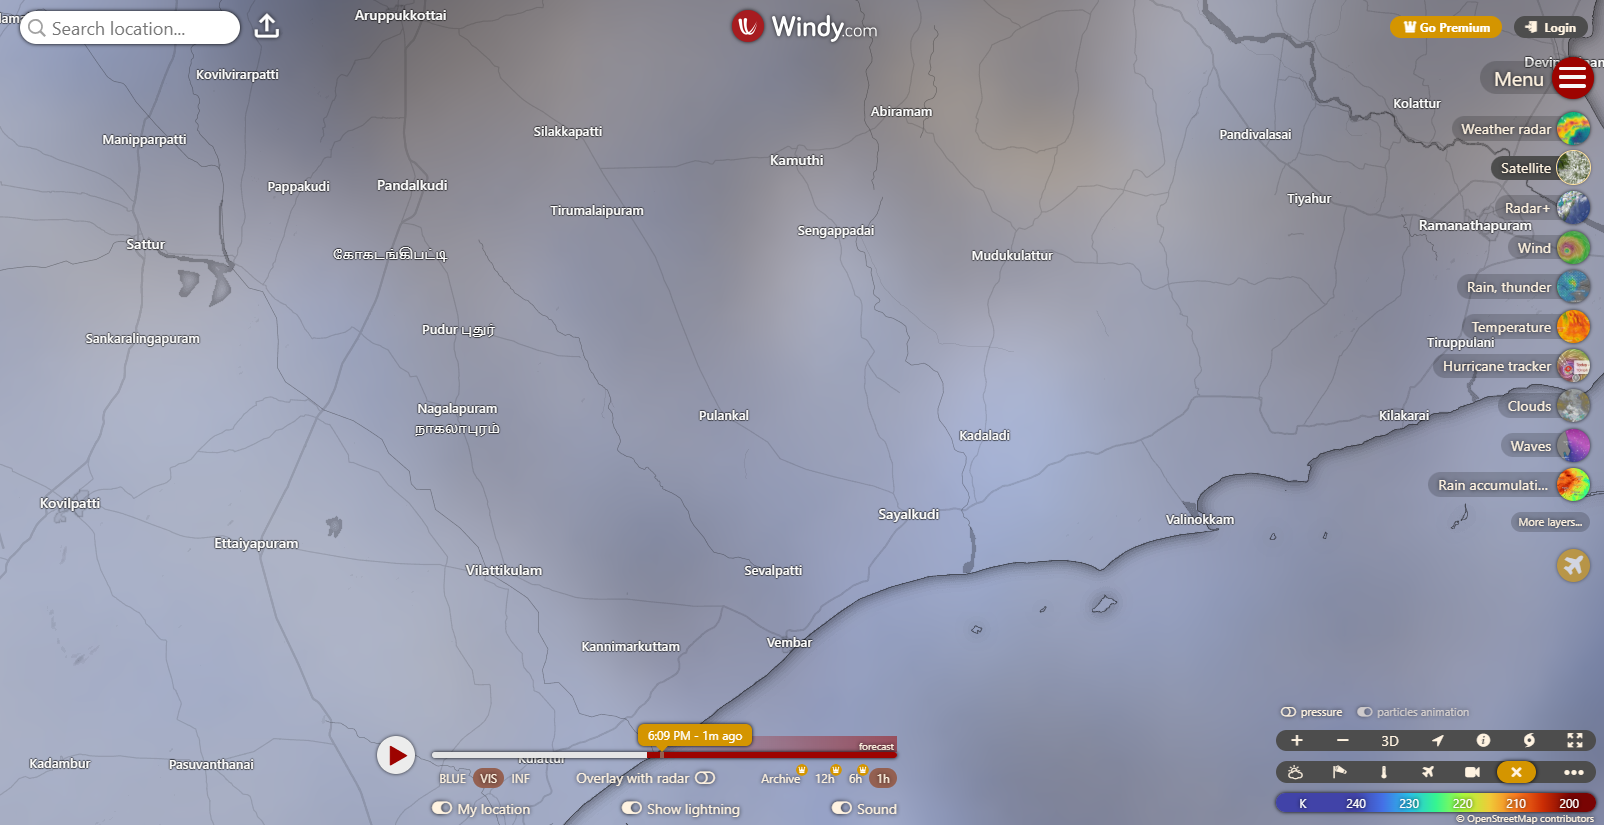 Search location...
Aruppukkottai
Windy.com
Go Premium
Login
Menu
Kovilvirarpatti
Abiramam
Kolattur
Manipparpatti
Silakkapatti
Pandivalasai
Weather radar
Kamuthi
Satellite
Pappakudi
Pandalkudi
Tirumalaipuram
Tiyahur
Radar+
Sengappadai
Ramanathapuram
Sattur
கோகடங்கிபட்டி
Mudukulattur
Wind
Rain, thunder
Pudur புதுர்
Temperature
Sankaralingapuram
Tiruppulani
Hurricane tracker
Nagalapuram
நாகலாபுரம்
Pulankal
Kilakarai
Clouds
Kadaladi
Waves
Rain accumulati...
Kovilpatti
Sayalkudi
Valinokkam
More layers...
Ettaiyapuram
Vilattikulam
Sevalpatti
Kannimarkuttam
Vembar
pressure
particles animation
6:09 PM - 1m ago
forecast
3D
Kadambur
Pasuvanthanai
Kulattur
BLUE VIS INF
Overlay with radar
Archive 12h 6h 1h
My location
Show lightning
Sound
K 240 230 220 210 200
© OpenStreetMap contributors